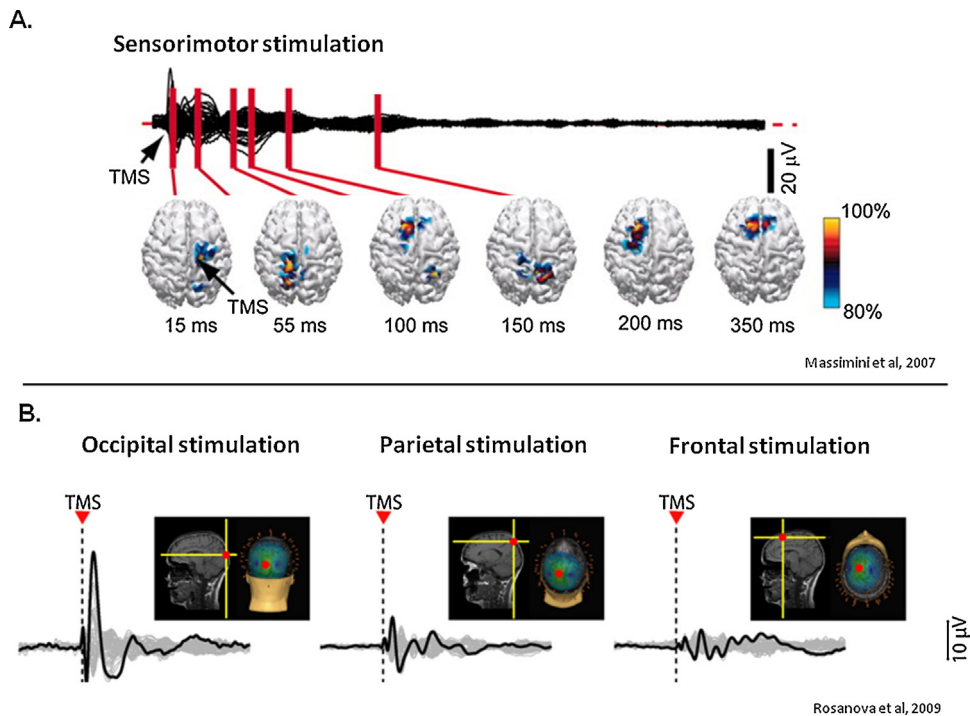 A.
Sensorimotor stimulation
TMS
20 µV
TMS
100%
80%
15 ms 55 ms 100 ms 150 ms 200 ms 350 ms
Massimini et al, 2007
B.
Occipital stimulation Parietal stimulation Frontal stimulation
TMS TMS TMS
10 µV
Rosanova et al, 2009